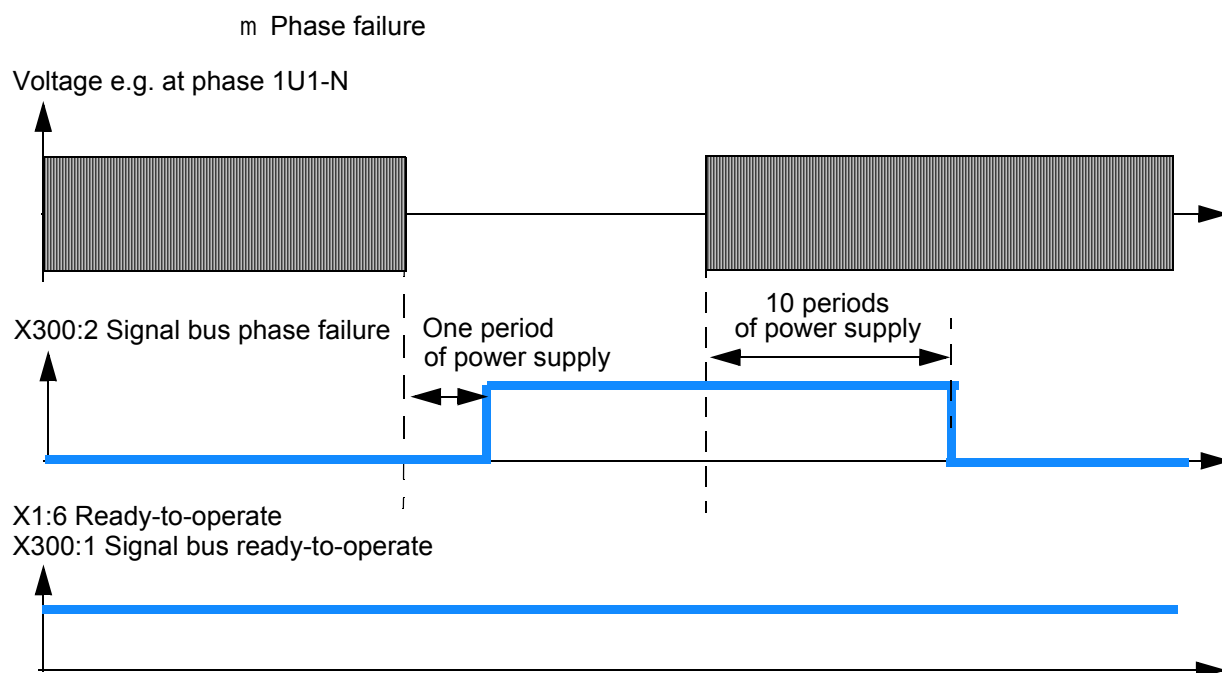 m Phase failure
Voltage e.g. at phase 1U1-N
10 periods
of power supply
X300:2 Signal bus phase failure
One period
of power supply
X1:6 Ready-to-operate
X300:1 Signal bus ready-to-operate